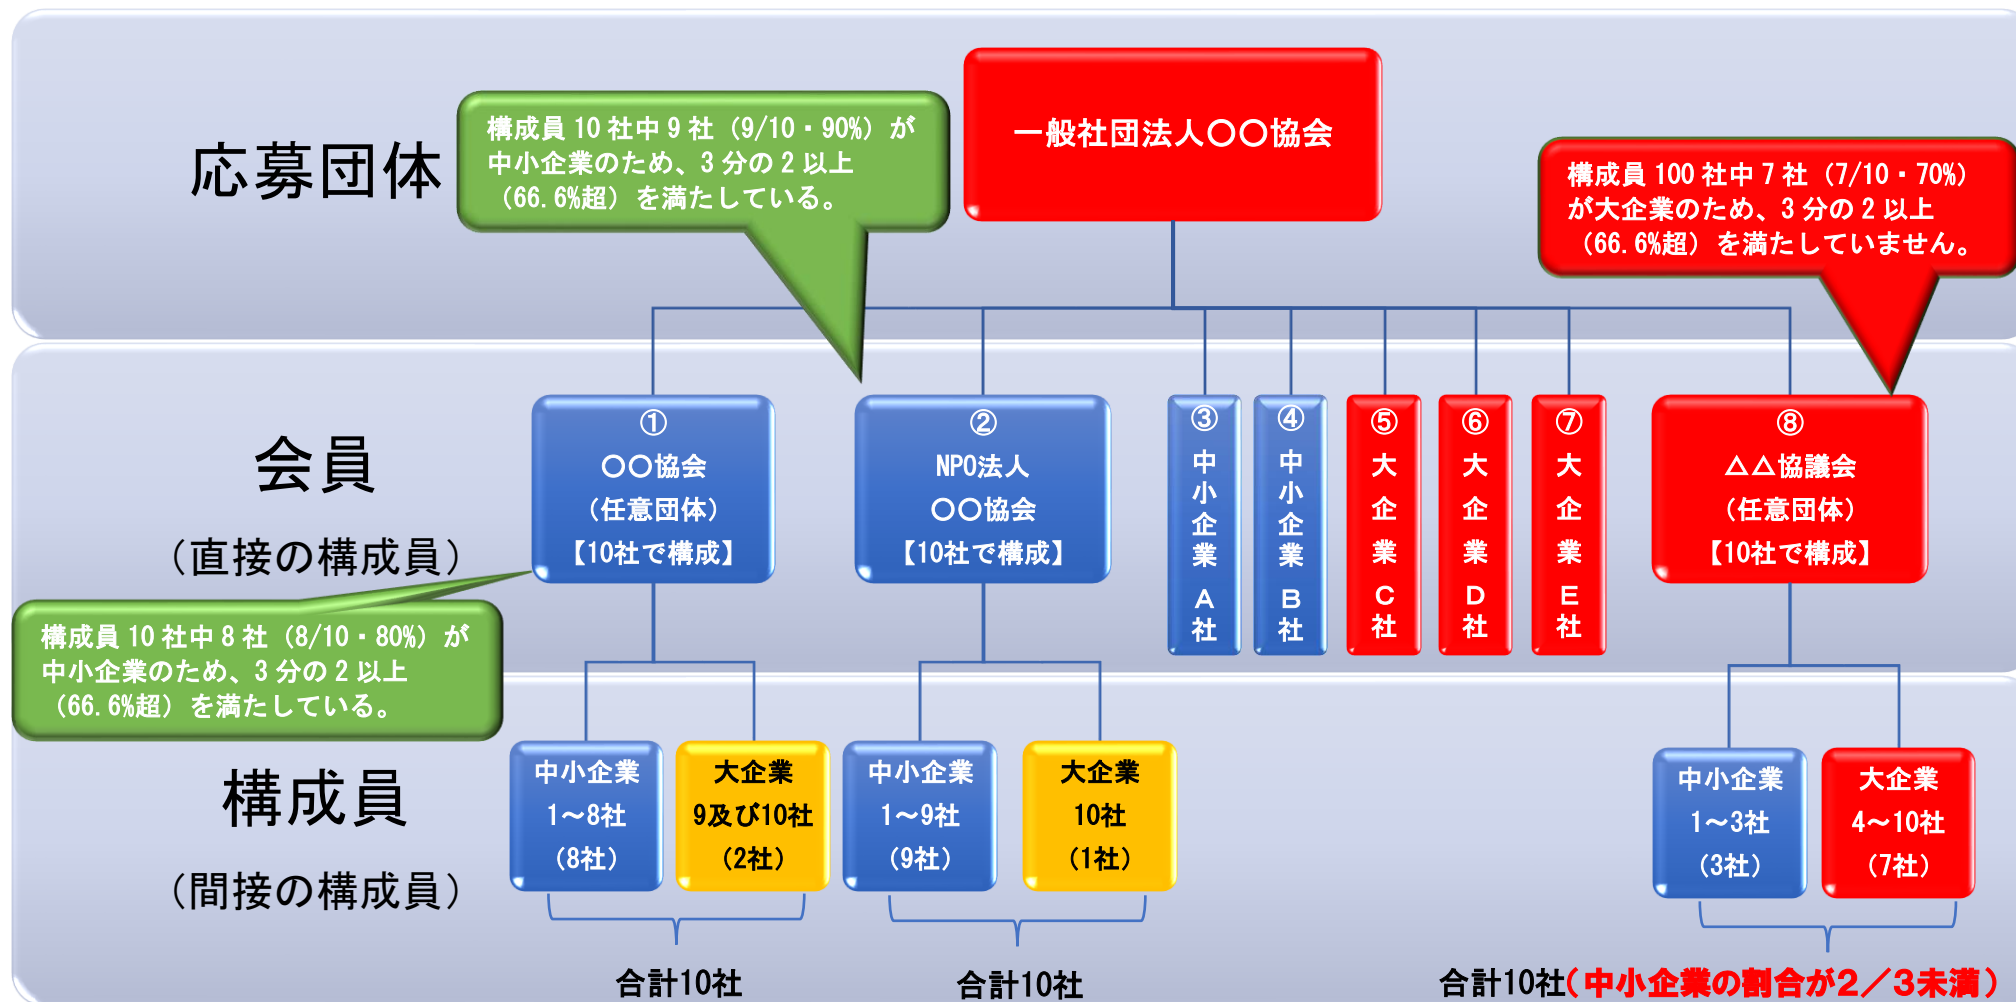 応募団体
構成員 10 社中 9 社（9/10・90%）が
中小企業のため、3 分の 2 以上
（66.6%超）を満たしている。
一般社団法人〇〇協会
構成員 100 社中 7 社（7/10・70%）
が大企業のため、3 分の 2 以上
（66.6%超）を満たしていません。
会員
（直接の構成員）
①
〇〇協会
（任意団体）
【10社で構成】
②
NPO法人
〇〇協会
【10社で構成】
③中小企業A社
④中小企業B社
⑤大企業C社
⑥大企業D社
⑦大企業E社
⑧
△△協議会
（任意団体）
【10社で構成】
構成員 10 社中 8 社（8/10・80%）が
中小企業のため、3 分の 2 以上
（66.6%超）を満たしている。
構成員
（間接の構成員）
中小企業
1～8社
（8社）
大企業
9及び10社
（2社）
中小企業
1～9社
（9社）
大企業
10社
（1社）
中小企業
1～3社
（3社）
大企業
4～10社
（7社）
合計10社
合計10社
合計10社（中小企業の割合が２／３未満）